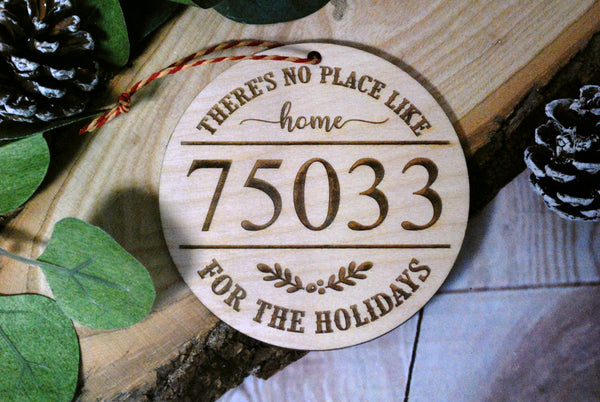 THERE'S NO PLACE LIKE
home
75033
FOR THE HOLIDAYS